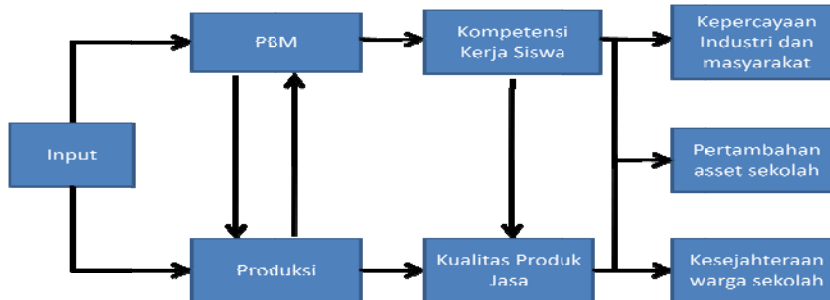 PBM
Kompetensi
Kerja Siswa
Kepercayaan
Industri dan
masyarakat
Input
Pertambahan
asset sekolah
Produksi
Kualitas Produk
Jasa
Kesejahteraan
warga sekolah